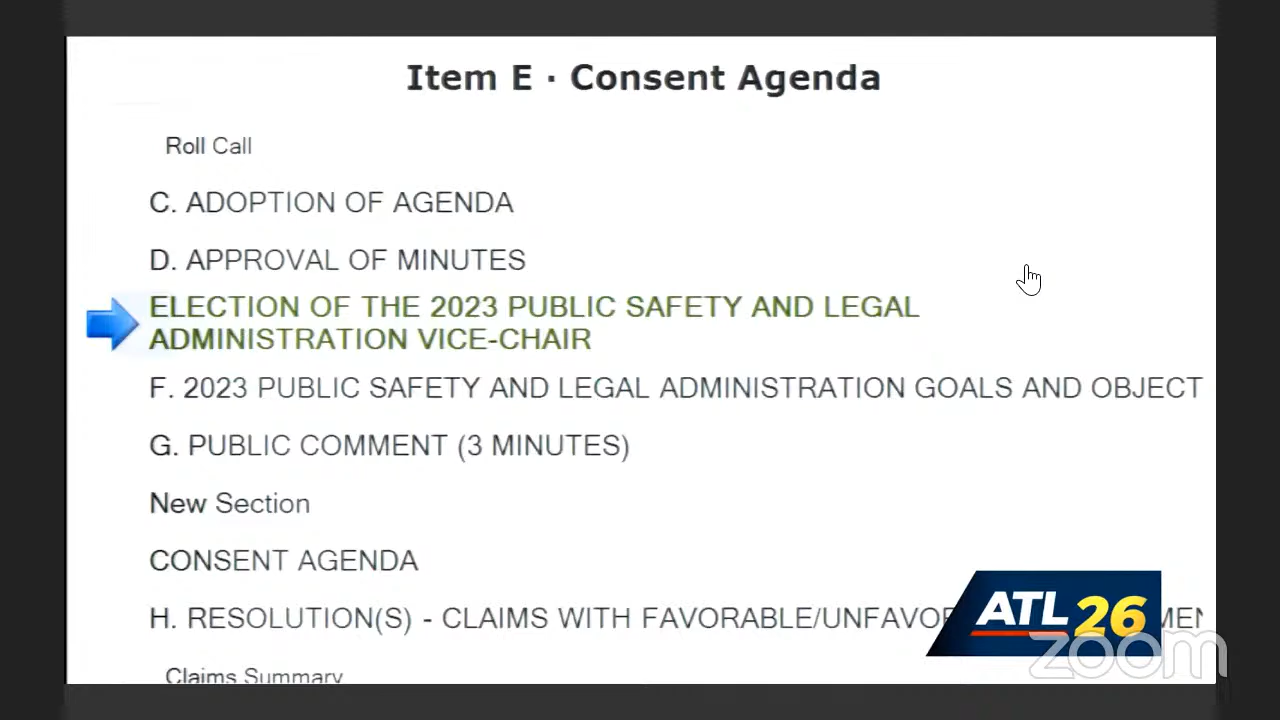 Item E · Consent Agenda
Roll Call
C. ADOPTION OF AGENDA
D. APPROVAL OF MINUTES
ELECTION OF THE 2023 PUBLIC SAFETY AND LEGAL
ADMINISTRATION VICE-CHAIR
F. 2023 PUBLIC SAFETY AND LEGAL ADMINISTRATION GOALS AND OBJECT
G. PUBLIC COMMENT (3 MINUTES)
New Section
CONSENT AGENDA
H. RESOLUTION(S) - CLAIMS WITH FAVORABLE/UNFAVOR
ATL 26
zoom
Claims Summary